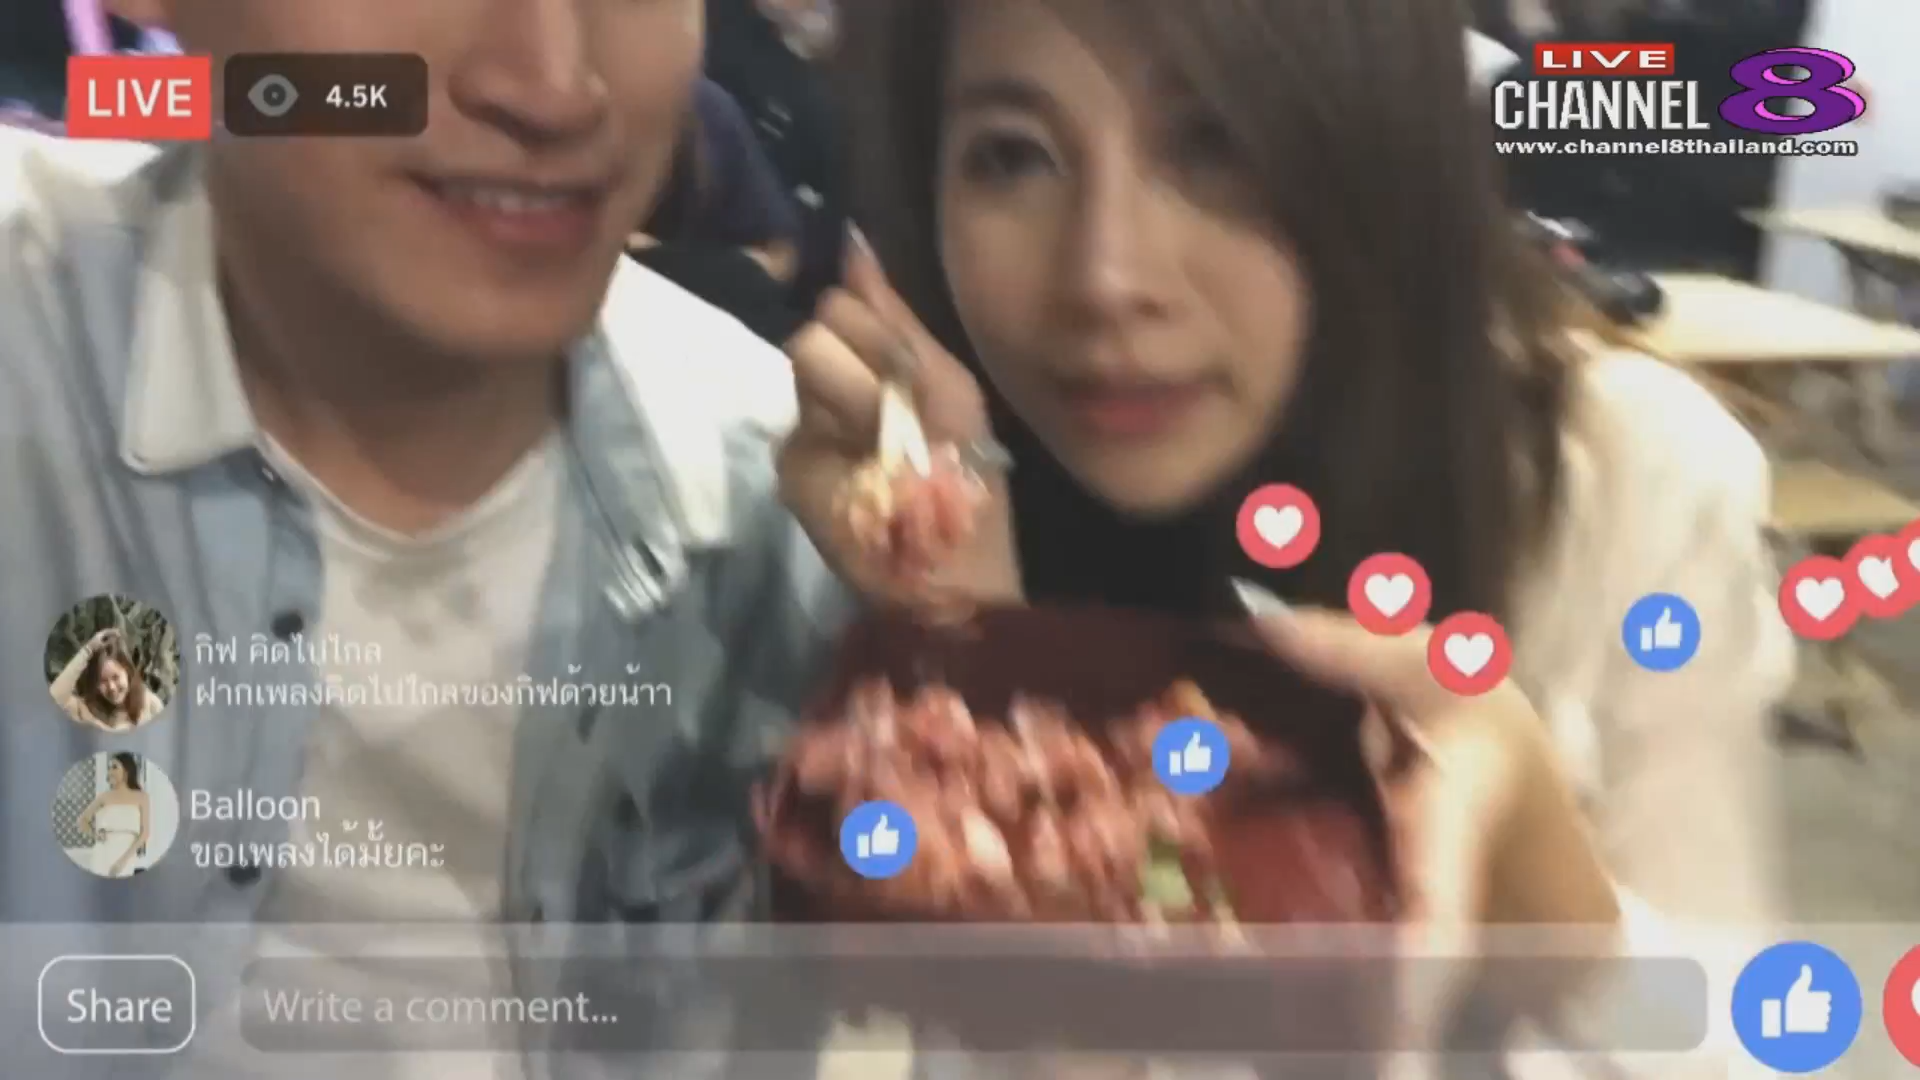 LIVE
4.5K
LIVE
CHANNEL 8
www.channel8thailand.com
กิฟ คิดไปไกล
ฝากเพลงคิดไปไกลของกิฟด้วยน้าา
Balloon
ขอเพลงได้มั้ยคะ
Share
Write a comment...